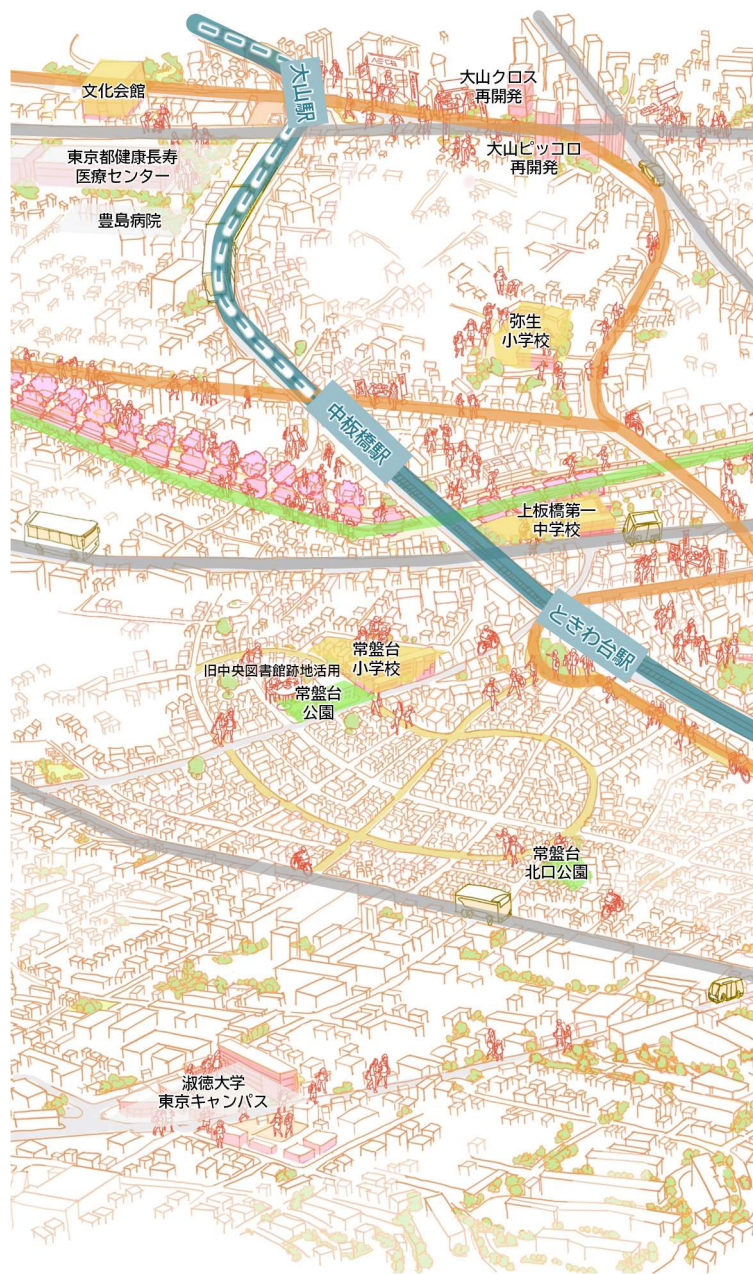 文化会館
大山駅
大山クロス
再開発
大山ピッコロ
再開発
東京都健康長寿
医療センター
豊島病院
弥生
小学校
中板橋駅
上板橋第一
中学校
ときわ台駅
常盤台
小学校
旧中央図書館跡地活用
常盤台
公園
常盤台
北口公園
淑徳大学
東京キャンパス